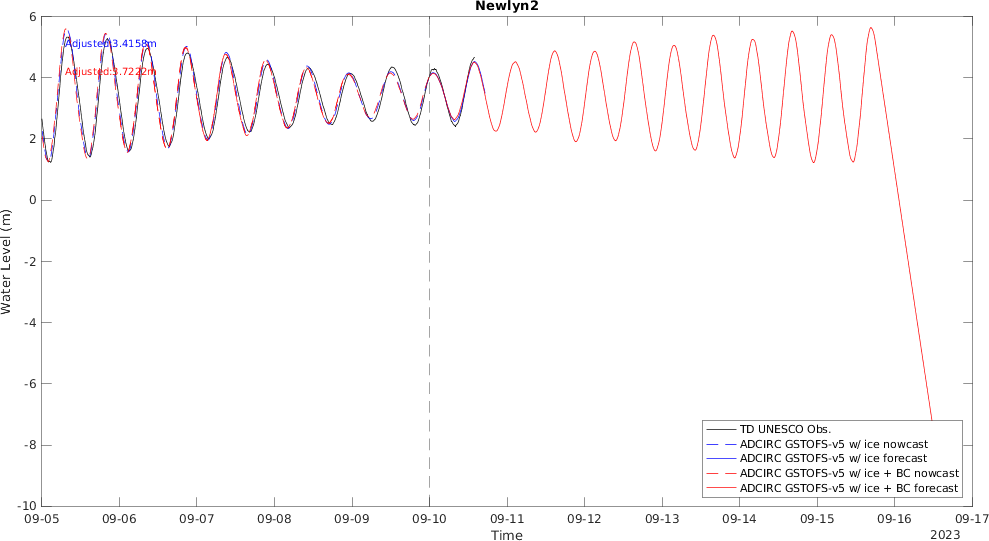 Newlyn2
6
4
2
0
-2
-4
-6
-8
-10
Water Level (m)
Adjusted:3.4158m
Adjusted:3.7222m
TD UNESCO Obs.
ADCIRC GSTOFS-v5 w/ ice nowcast
ADCIRC GSTOFS-v5 w/ ice forecast
ADCIRC GSTOFS-v5 w/ ice + BC nowcast
ADCIRC GSTOFS-v5 w/ ice + BC forecast
09-05 09-06 09-07 09-08 09-09 09-10 09-11 09-12 09-13 09-14 09-15 09-16 09-17
Time
2023